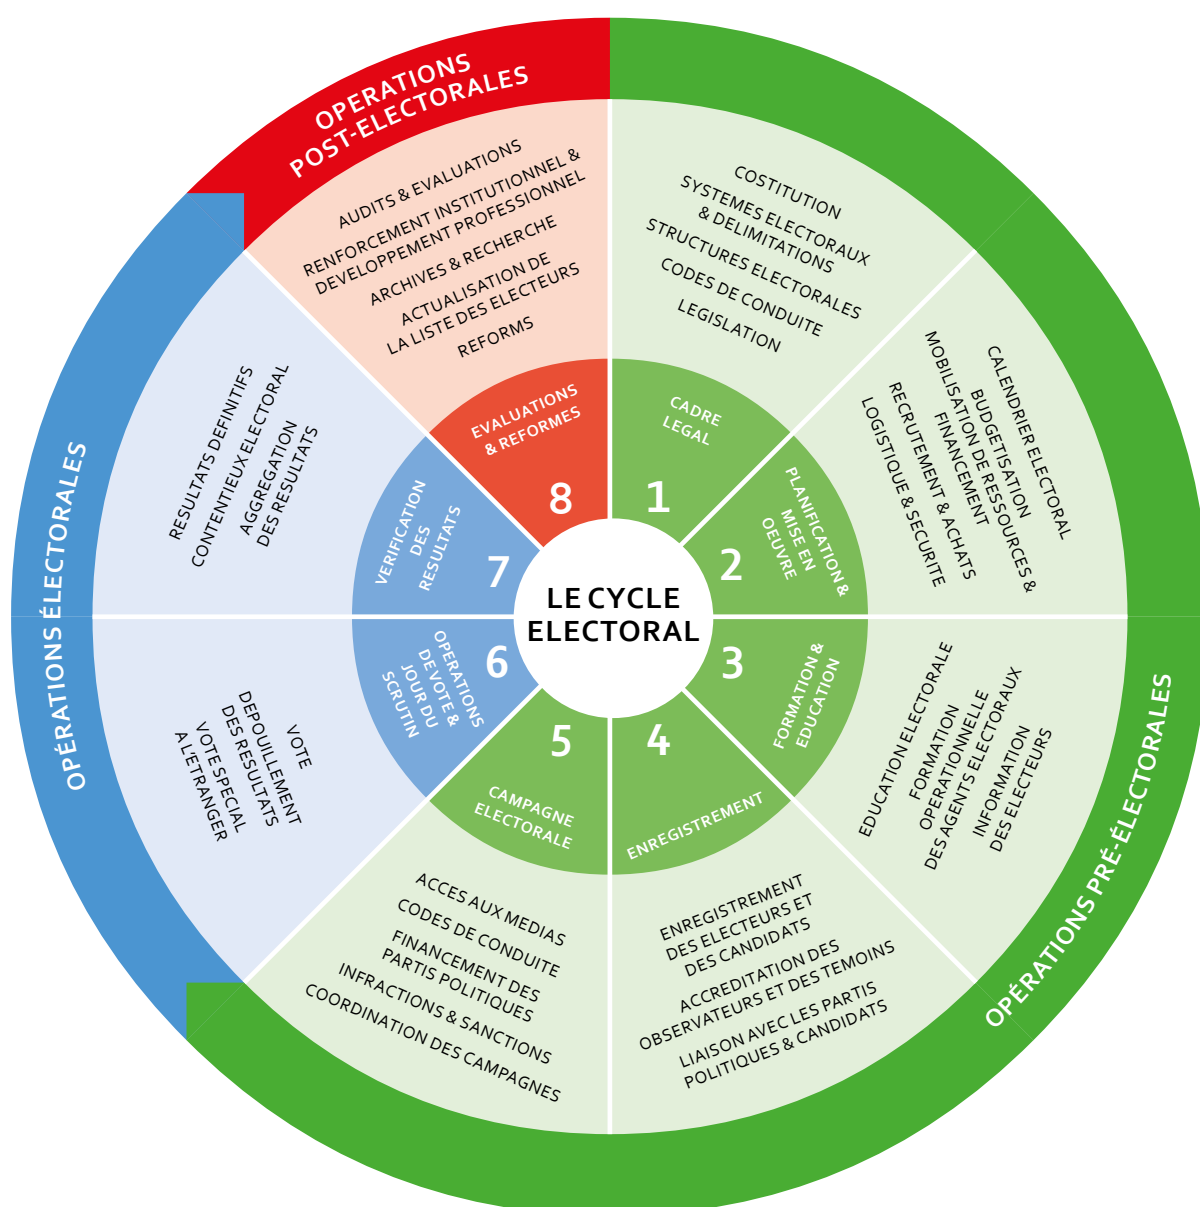 LE CYCLE
ELECTORAL
OPERATIONS
POST-ELECTORALES
OPÉRATIONS PRÉ-ÉLECTORALES
OPÉRATIONS ÉLECTORALES
1
CADRE
LEGAL
COSTITUTION
SYSTEMES ELECTORAUX
& DELIMITATIONS
STRUCTURES ELECTORALES
CODES DE CONDUITE
LEGISLATION
2
PLANIFICATION &
MISE EN
OEUVRE
CALENDRIER ELECTORAL
BUDGETISATION
MOBILISATION DE RESSOURCES &
FINANCEMENT
RECRUTEMENT & ACHATS
LOGISTIQUE & SECURITE
3
FORMATION &
EDUCATION
EDUCATION ELECTORALE
FORMATION
OPERATIONNELLE
DES AGENTS ELECTORAUX
INFORMATION
DES ELECTEURS
4
ENREGISTREMENT
ENREGISTREMENT
DES ELECTEURS ET
DES CANDIDATS
ACCREDITATION DES
OBSERVATEURS ET DES TEMOINS
LIAISON AVEC LES PARTIS
POLITIQUES & CANDIDATS
5
CAMPAGNE
ELECTORALE
ACCES AUX MEDIAS
CODES DE CONDUITE
FINANCEMENT DES
PARTIS POLITIQUES
INFRACTIONS & SANCTIONS
COORDINATION DES CAMPAGNES
6
OPERATIONS
DE VOTE &
JOUR DU
SCRUTIN
VOTE
DEPOUILLEMENT
DES RESULTATS
VOTE SPECIAL
A L'ETRANGER
7
VERIFICATION
DES
RESULTATS
RESULTATS DEFINITIFS
CONTENTIEUX ELECTORAL
AGGREGATION
DES RESULTATS
8
EVALUATIONS
& REFORMES
AUDITS & EVALUATIONS
RENFORCEMENT INSTITUTIONNEL &
DEVELOPPEMENT PROFESSIONNEL
ARCHIVES & RECHERCHE
ACTUALISATION DE
LA LISTE DES ELECTEURS
REFORMS